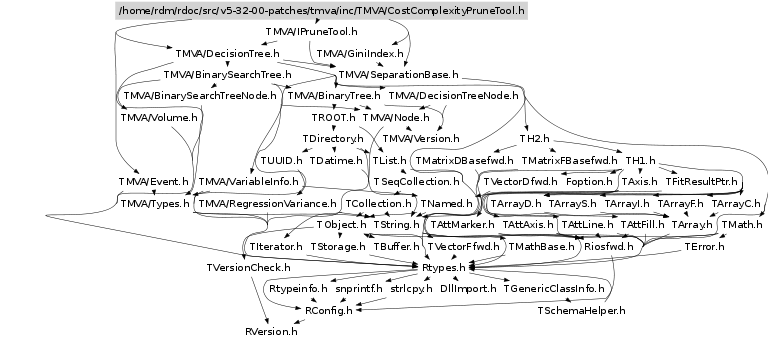 /home/rdm/rdoc/src/v5-32-00-patches/tmva/inc/TMVA/CostComplexityPruneTool.h
TMVA/IPruneTool.h
TMVA/DecisionTree.h TMVA/GiniIndex.h
TMVA/BinarySearchTree.h TMVA/SeparationBase.h
TMVA/BinarySearchTreeNode.h TMVA/BinaryTree.h TMVA/DecisionTreeNode.h
TMVA/Volume.h TROOT.h TMVA/Node.h
TDirectory.h TMVA/Version.h TH2.h
TUUID.h TDatime.h TList.h TMatrixDBasefwd.h TMatrixFBasefwd.h TH1.h
TMVA/Event.h TMVA/VariableInfo.h TSeqCollection.h TVectorDfwd.h Foption.h TAxis.h TFitResultPtr.h
TMVA/Types.h TMVA/RegressionVariance.h TCollection.h TNamed.h TArrayD.h TArrayS.h TArrayI.h TArrayF.h TArrayC.h
TObject.h TString.h TAttMarker.h TAttAxis.h TAttLine.h TAttFill.h TArray.h TMath.h
TIterator.h TStorage.h TBuffer.h TVectorFfwd.h TMathBase.h Riosfwd.h TError.h
TVersionCheck.h Rtypes.h
Rtypeinfo.h snprintf.h strlcpy.h DllImport.h TGenericClassInfo.h
RConfig.h TSchemaHelper.h
RVersion.h